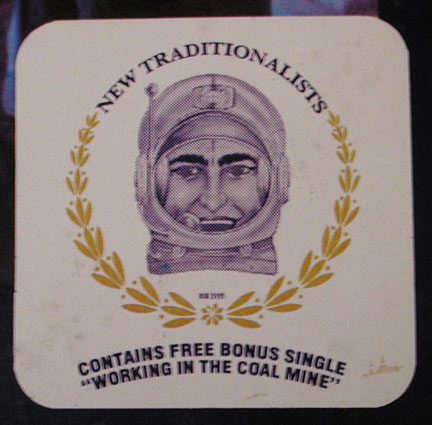 NEW TRADITIONALISTS
CONTAINS FREE BONUS SINGLE
"WORKING IN THE COAL MINE"